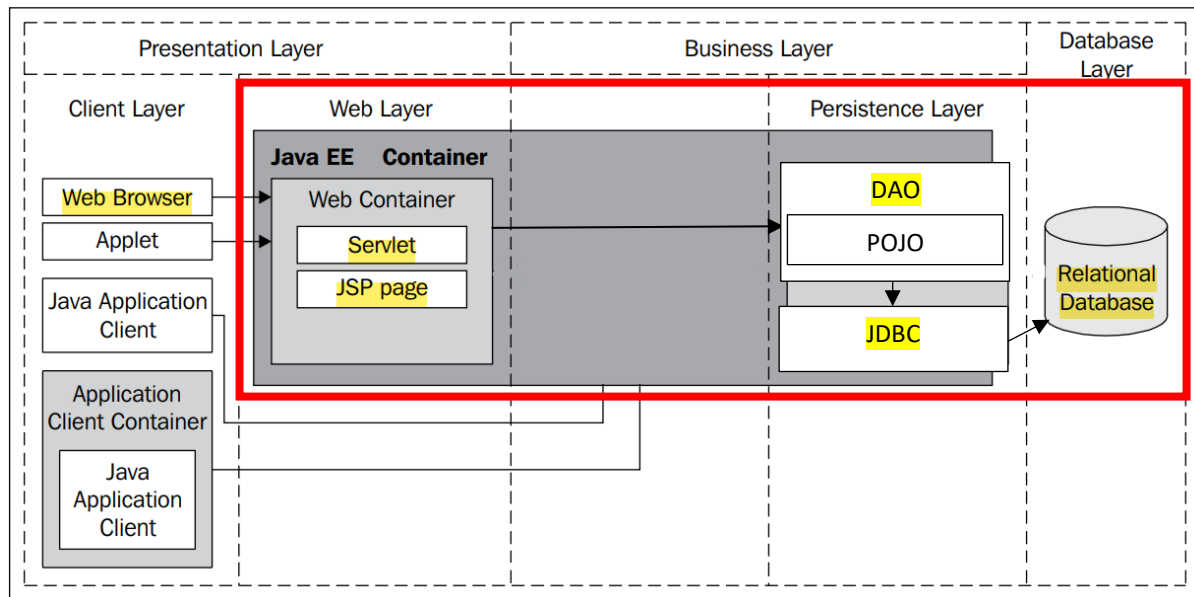 Presentation Layer
Business Layer
Database
Layer
Client Layer
Web Layer
Persistence Layer
Java EE Container
Web Browser
Applet
Java Application
Client
Application
Client Container
Java
Application
Client
Web Container
Servlet
JSP page
DAO
POJO
JDBC
Relational
Database